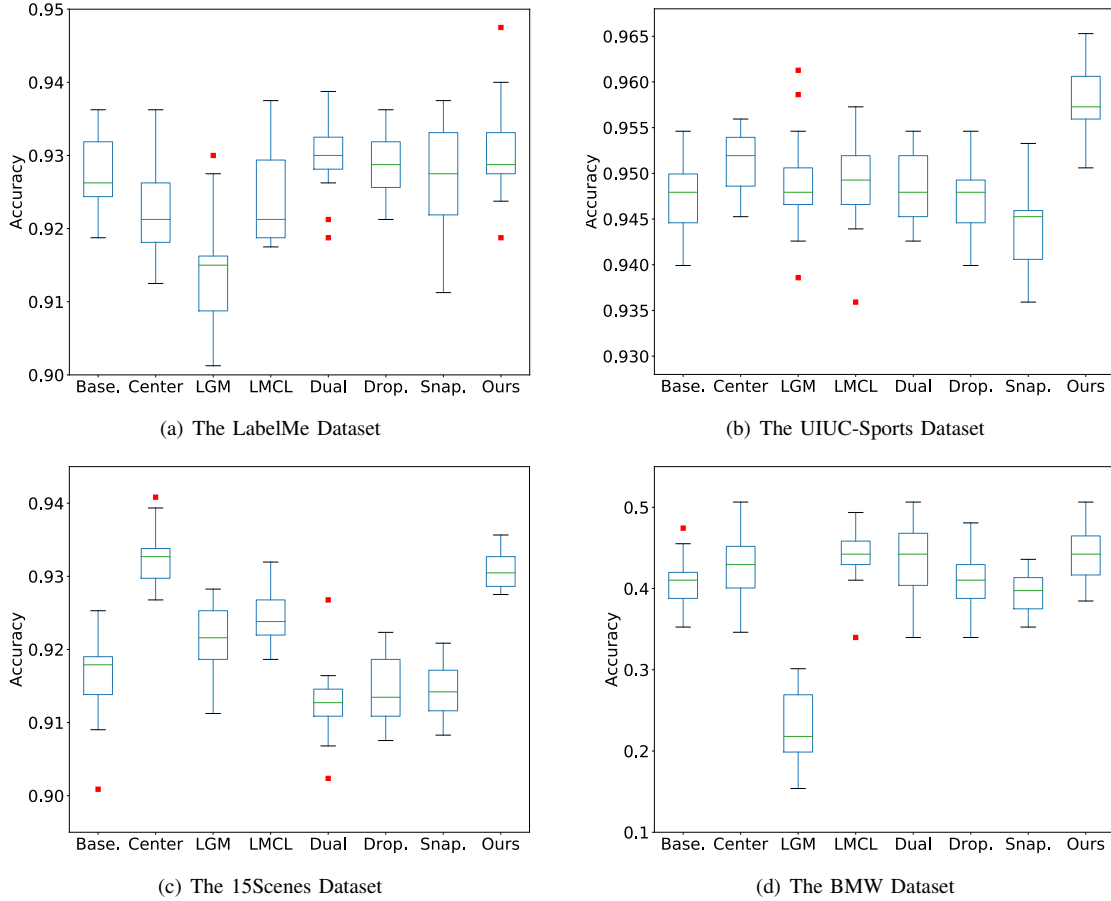 0.95
0.94
0.93
0.92
0.91
0.90
Accuracy
Base. Center LGM LMCL Dual Drop. Snap. Ours
(a) The LabelMe Dataset
0.965
0.960
0.955
0.950
0.945
0.940
0.935
0.930
Accuracy
Base. Center LGM LMCL Dual Drop. Snap. Ours
(b) The UIUC-Sports Dataset
0.94
0.93
0.92
0.91
0.90
Accuracy
Base. Center LGM LMCL Dual Drop. Snap. Ours
(c) The 15Scenes Dataset
0.5
0.4
0.3
0.2
0.1
Accuracy
Base. Center LGM LMCL Dual Drop. Snap. Ours
(d) The BMW Dataset